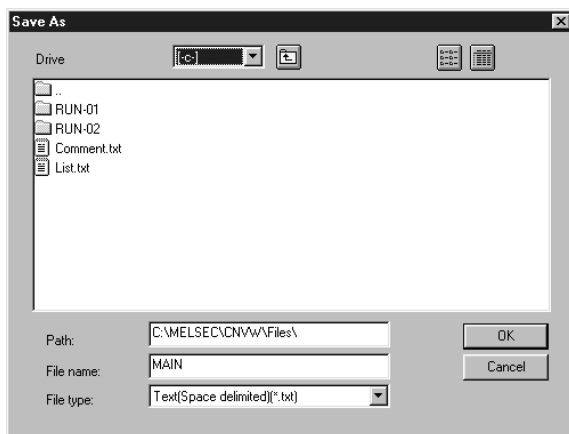 Save As
Drive [-c-]
..
RUN-01
RUN-02
Comment.txt
List.txt
Path: C:\MELSEC\CNVW\Files\
OK
File name: MAIN
Cancel
File type: Text(Space delimited)(*.txt)